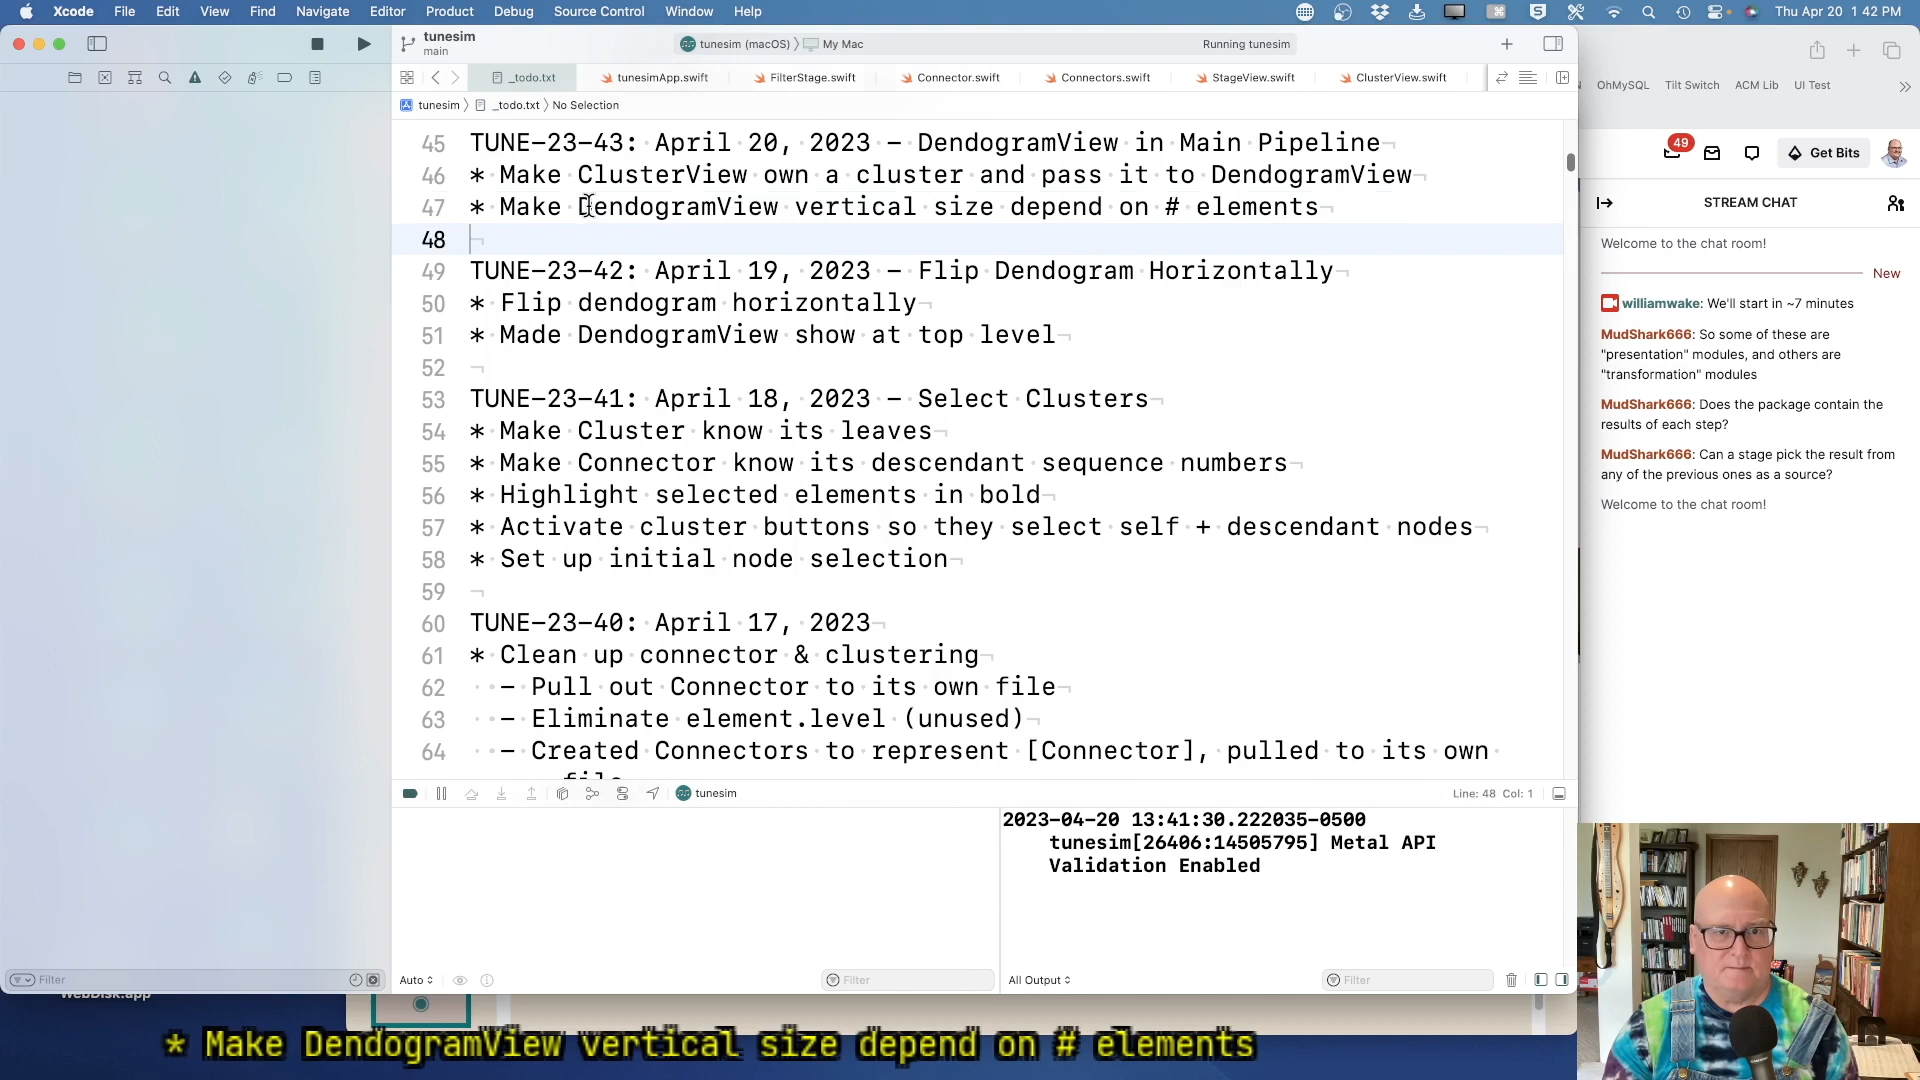 Xcode File Edit View Find Navigate Editor Product Debug Source Control Window Help Thu Apr 20 1 42 PM
tunesim
main
tunesim (macOS) My Mac Running tunesim
OhMySQL Tilt Switch ACM Lib UI Test
_todo.txt tunesimApp.swift FilterStage.swift Connector.swift Connectors.swift StageView.swift ClusterView.swift
tunesim _todo.txt No Selection
49 Get Bits
STREAM CHAT
Welcome to the chat room!
New
williamwake: We'll start in ~7 minutes
MudShark666: So some of these are
"presentation" modules, and others are
"transformation" modules
MudShark666: Does the package contain the
results of each step?
MudShark666: Can a stage pick the result from
any of the previous ones as a source?
Welcome to the chat room!
45 TUNE-23-43: April 20, 2023 - DendogramView in Main Pipeline
46 * Make ClusterView own a cluster and pass it to DendogramView
47 * Make DendogramView vertical size depend on # elements
48
49 TUNE-23-42: April 19, 2023 - Flip Dendogram Horizontally
50 * Flip dendogram horizontally
51 * Made DendogramView show at top level
52
53 TUNE-23-41: April 18, 2023 - Select Clusters
54 * Make Cluster know its leaves
55 * Make Connector know its descendant sequence numbers
56 * Highlight selected elements in bold
57 * Activate cluster buttons so they select self + descendant nodes
58 * Set up initial node selection
59
60 TUNE-23-40: April 17, 2023
61 * Clean up connector & clustering
62 - Pull out Connector to its own file
63 - Eliminate element.level (unused)
64 - Created Connectors to represent [Connector], pulled to its own
file
tunesim Line: 48 Col: 1
2023-04-20 13:41:30.222035-0500
tunesim[26406:14505795] Metal API
Validation Enabled
Filter Auto Filter All Output Filter
WebDisk.app
* Make DendogramView vertical size depend on # elements